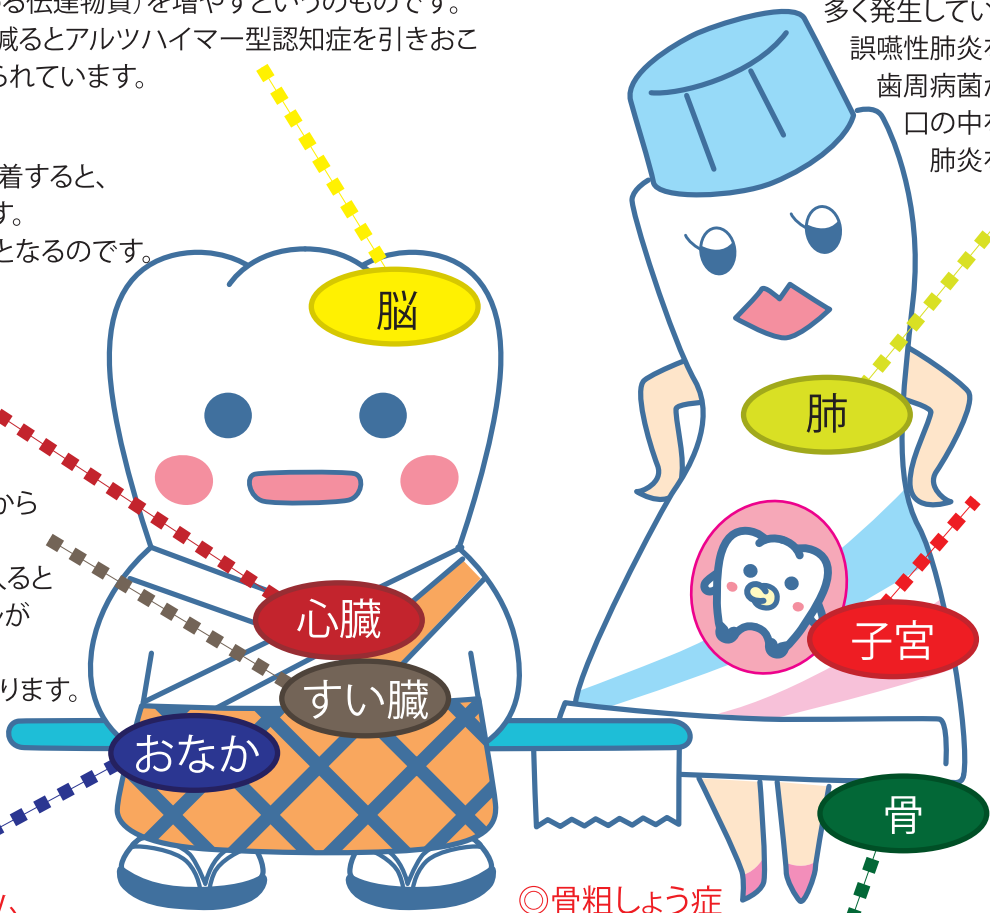 る伝達物質）を増やすというのものです。
減るとアルツハイマー型認知症を引きおこ
られています。
着すると、
す。
となるのです。
から
入ると
が
ります。
多く発生してい
誤嚥性肺炎
歯周病菌
口の中
肺炎
脳
肺
心臓
子宮
すい臓
おなか
骨
◎骨粗しょう症